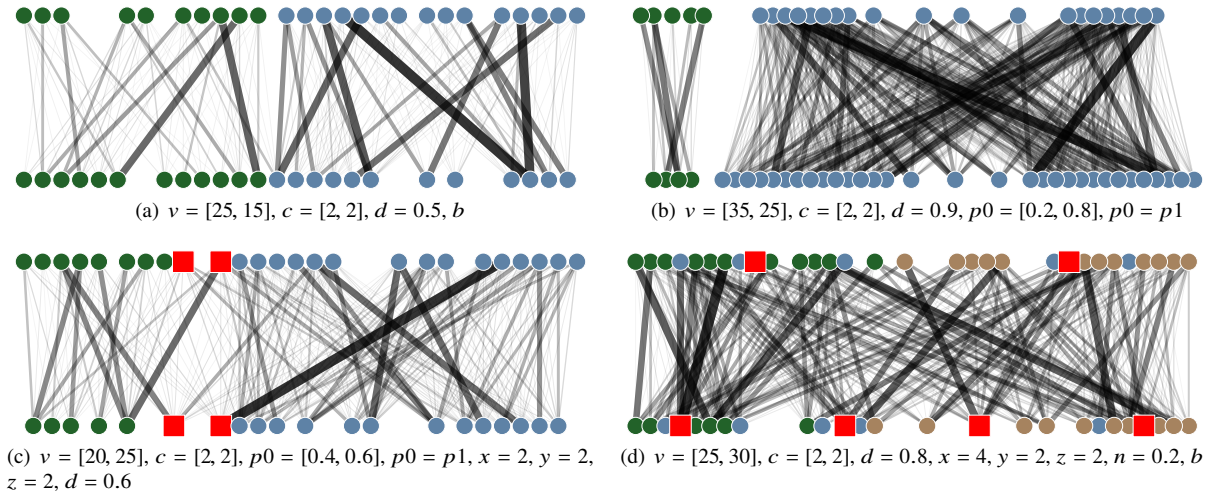 (a) v = [25, 15], c = [2, 2], d = 0.5, b
(b) v = [35, 25], c = [2, 2], d = 0.9, p0 = [0.2, 0.8], p0 = p1
(c) v = [20, 25], c = [2, 2], p0 = [0.4, 0.6], p0 = p1, x = 2, y = 2,
z = 2, d = 0.6
(d) v = [25, 30], c = [2, 2], d = 0.8, x = 4, y = 2, z = 2, n = 0.2, b